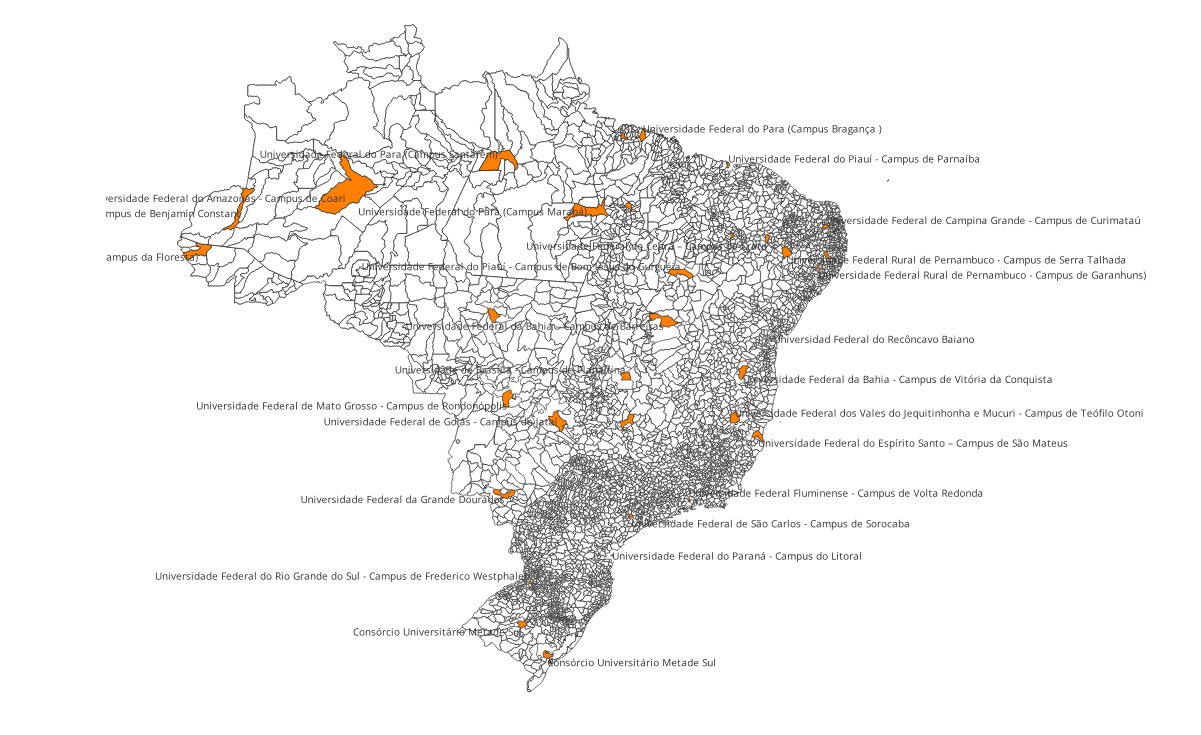 Universidade Federal do Para (Campus Bragança )
Universidade Federal do Para (Campus Santarém)
Universidade Federal do Piauí - Campus de Parnaíba
versidade Federal do Amazonas - Campus de Coari
mpus de Benjamin Constant
Universidade Federal do Pára (Campus Marabá)
Universidade Federal de Campina Grande - Campus de Curimataú
Universidade Federal do Ceará – Campus do Crato
ampus da Floresta)
Universidade Federal Rural de Pernambuco - Campus de Serra Talhada
Universidade Federal do Piauí - Campus de Bom Jesus do Gurguéia
Universidade Federal Rural de Pernambuco - Campus de Garanhuns)
Universidade Federal da Bahia - Campus de Barreiras
Universidad Federal do Recôncavo Baiano
Universidade de Brasília - Campus de Planaltina
Universidade Federal da Bahia - Campus de Vitória da Conquista
Universidade Federal de Mato Grosso - Campus de Rondonópolis
Universidade Federal dos Vales do Jequitinhonha e Mucuri - Campus de Teófilo Otoni
Universidade Federal de Goiás - Campus de Jataí
Universidade Federal do Espírito Santo – Campus de São Mateus
Universidade Federal da Grande Dourados
Universidade Federal Fluminense - Campus de Volta Redonda
Universidade Federal de São Carlos - Campus de Sorocaba
Universidade Federal do Paraná - Campus do Litoral
Universidade Federal do Rio Grande do Sul - Campus de Frederico Westphalen
Consórcio Universitário Metade Sul
Consórcio Universitário Metade Sul